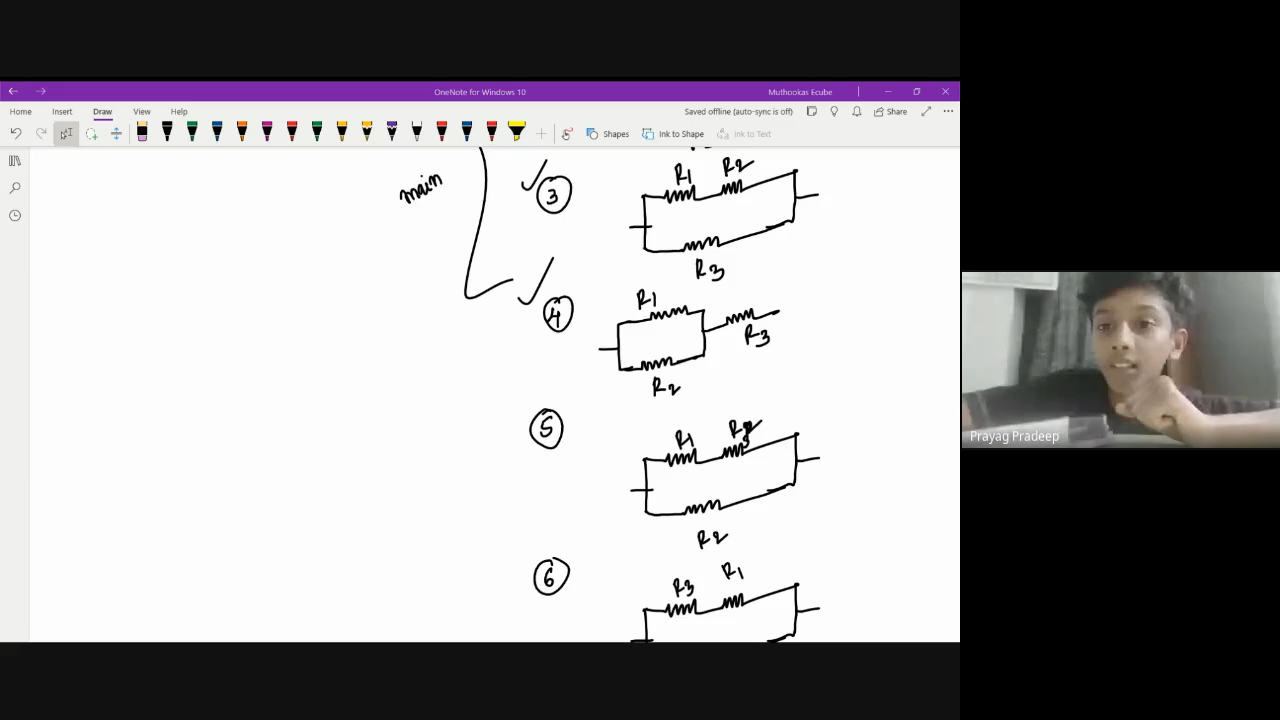 OneNote for Windows 10
Muthookas Ecube
Home Insert Draw View Help
Saved offline (auto-sync is off)
Share
Shapes
Ink to Shape
Ink to Text
main
3
R1 R2
R3
4
R1
R3
R2
5
R1
R2
6
R3 R1
Prayag Pradeep